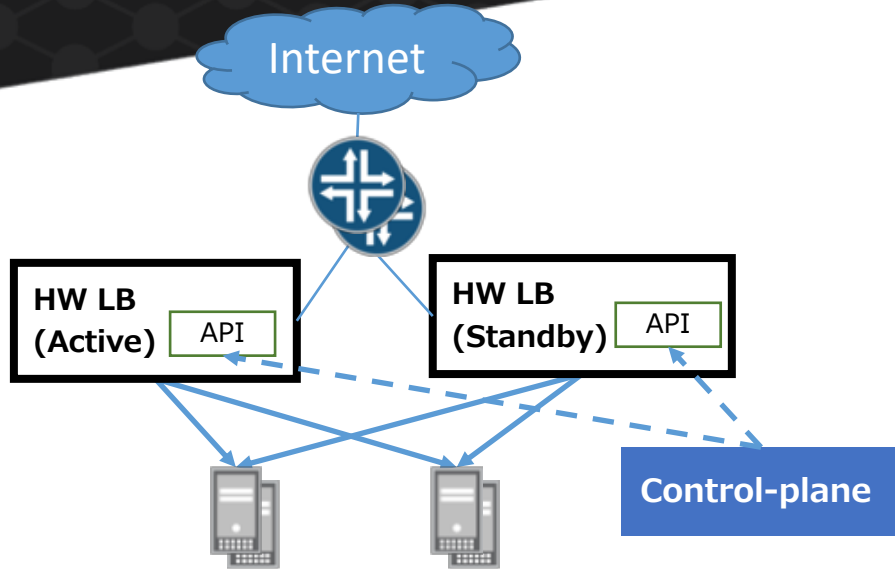 Internet
HW LB
(Active)
API
HW LB
(Standby)
API
Control-plane